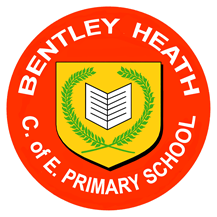 BENTLEY HEATH
C. of E. PRIMARY SCHOOL